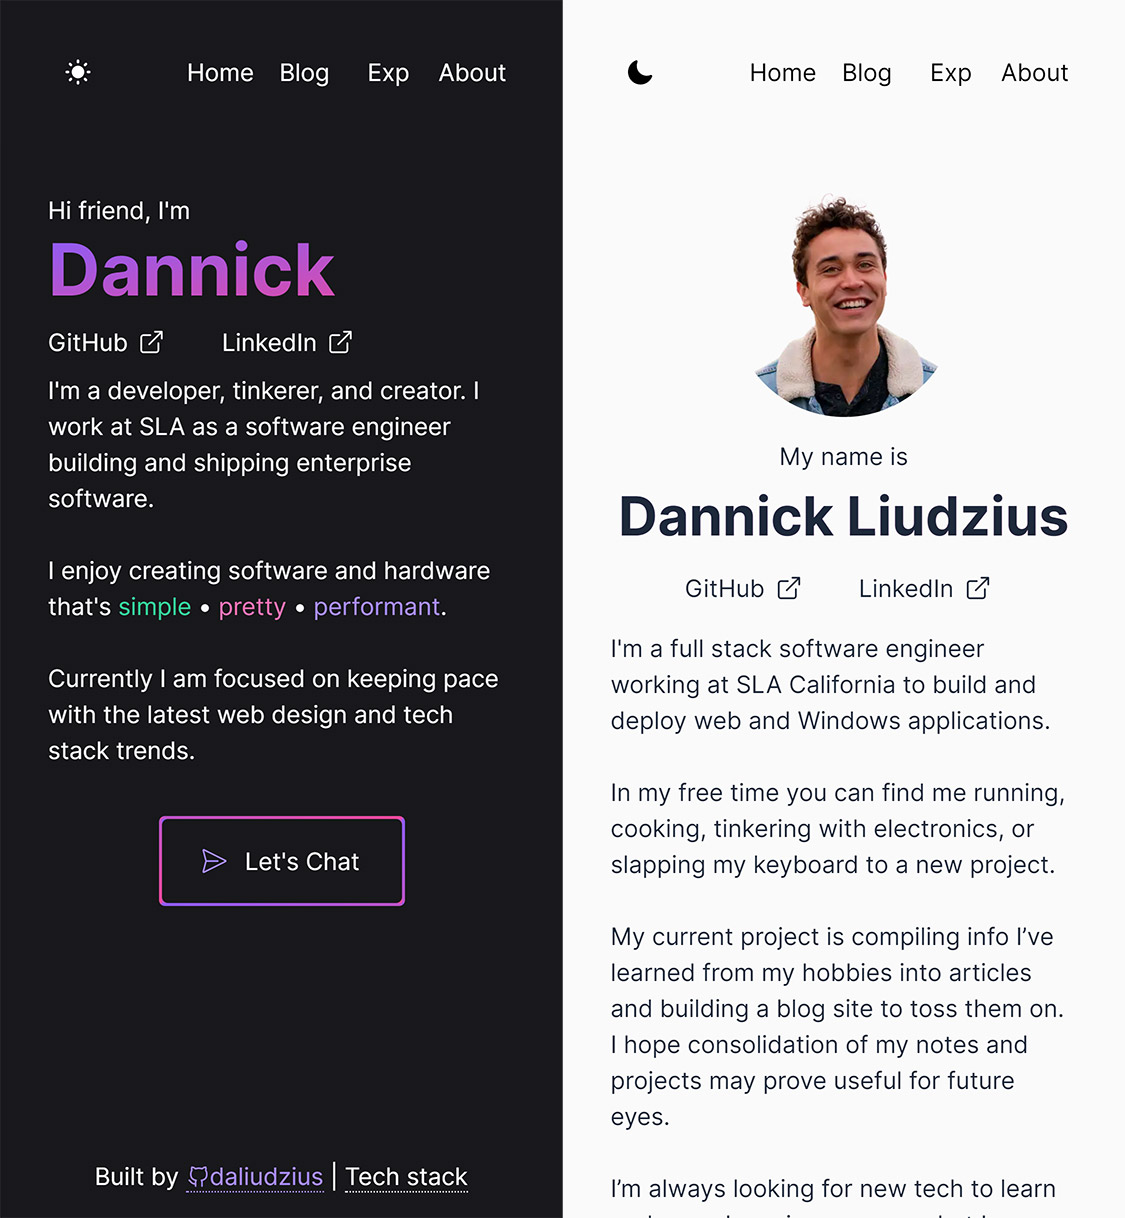 Home Blog Exp About
Hi friend, I'm
Dannick
GitHub LinkedIn
I'm a developer, tinkerer, and creator. I
work at SLA as a software engineer
building and shipping enterprise
software.
I enjoy creating software and hardware
that's simple • pretty • performant.
Currently I am focused on keeping pace
with the latest web design and tech
stack trends.
Let's Chat
Built by daliudzius | Tech stack
Home Blog Exp About
My name is
Dannick Liudzius
GitHub LinkedIn
I'm a full stack software engineer
working at SLA California to build and
deploy web and Windows applications.
In my free time you can find me running,
cooking, tinkering with electronics, or
slapping my keyboard to a new project.
My current project is compiling info I’ve
learned from my hobbies into articles
and building a blog site to toss them on.
I hope consolidation of my notes and
projects may prove useful for future
eyes.
I’m always looking for new tech to learn